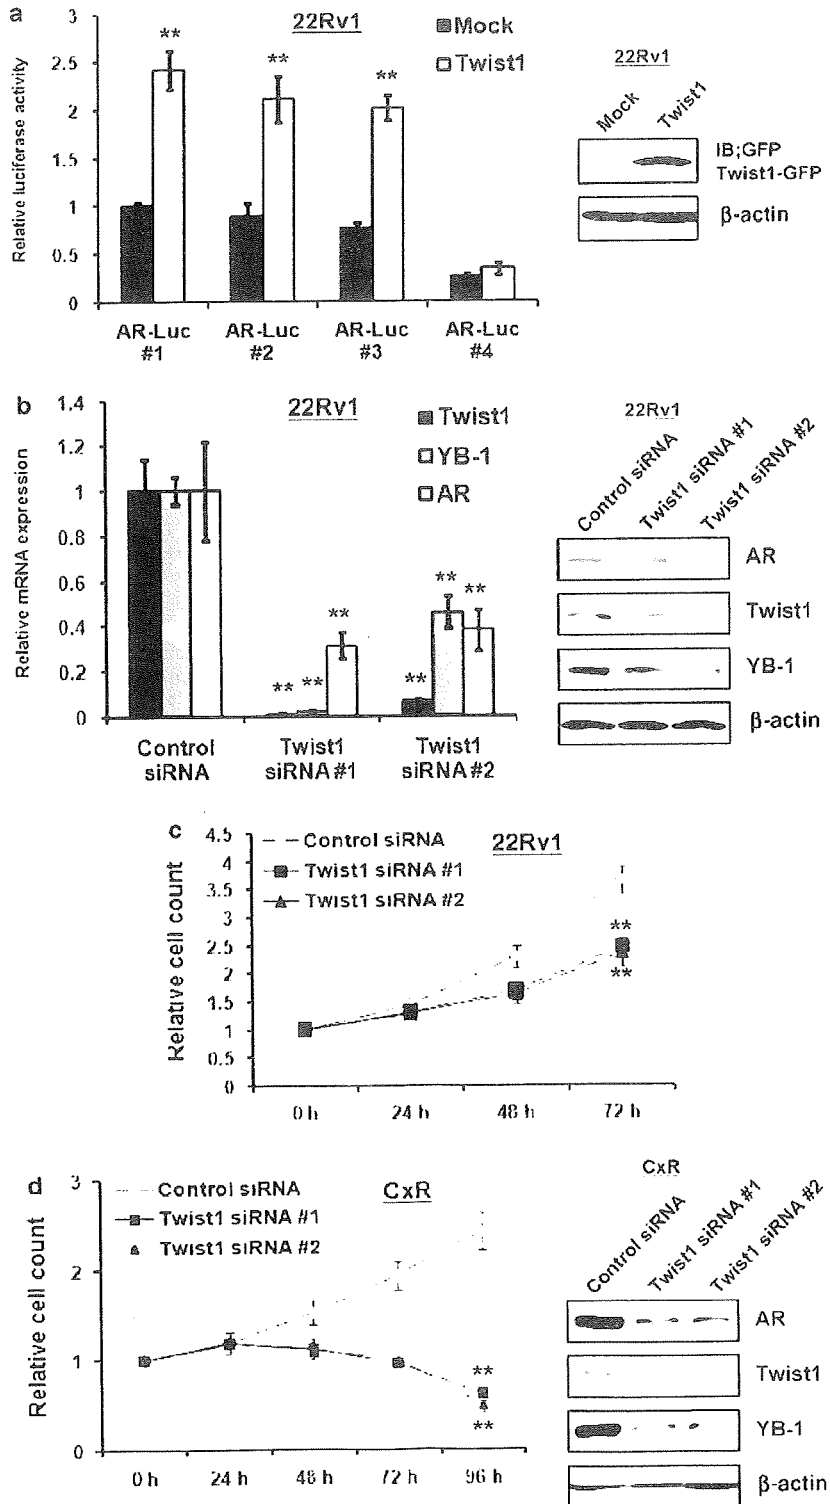 a
22Rv1
Mock
Twist1
Relative luciferase activity
3
2.5
2
1.5
1
0.5
0
**
**
**
AR-Luc #1
AR-Luc #2
AR-Luc #3
AR-Luc #4
22Rv1
Mock
Twist1
IB;GFP
Twist1-GFP
β-actin
b
22Rv1
Twist1
YB-1
AR
Relative mRNA expression
1.4
1.2
1
0.8
0.6
0.4
0.2
0
** ** **
** ** **
Control siRNA
Twist1 siRNA #1
Twist1 siRNA #2
22Rv1
Control siRNA
Twist1 siRNA #1
Twist1 siRNA #2
AR
Twist1
YB-1
β-actin
c
22Rv1
Control siRNA
Twist1 siRNA #1
Twist1 siRNA #2
Relative cell count
4.5
4
3.5
3
2.5
2
1.5
1
0.5
0
**
**
0 h
24 h
48 h
72 h
d
CxR
Control siRNA
Twist1 siRNA #1
Twist1 siRNA #2
Relative cell count
3
2
1
0
**
**
0 h
24 h
48 h
72 h
96 h
CxR
Control siRNA
Twist1 siRNA #1
Twist1 siRNA #2
AR
Twist1
YB-1
β-actin